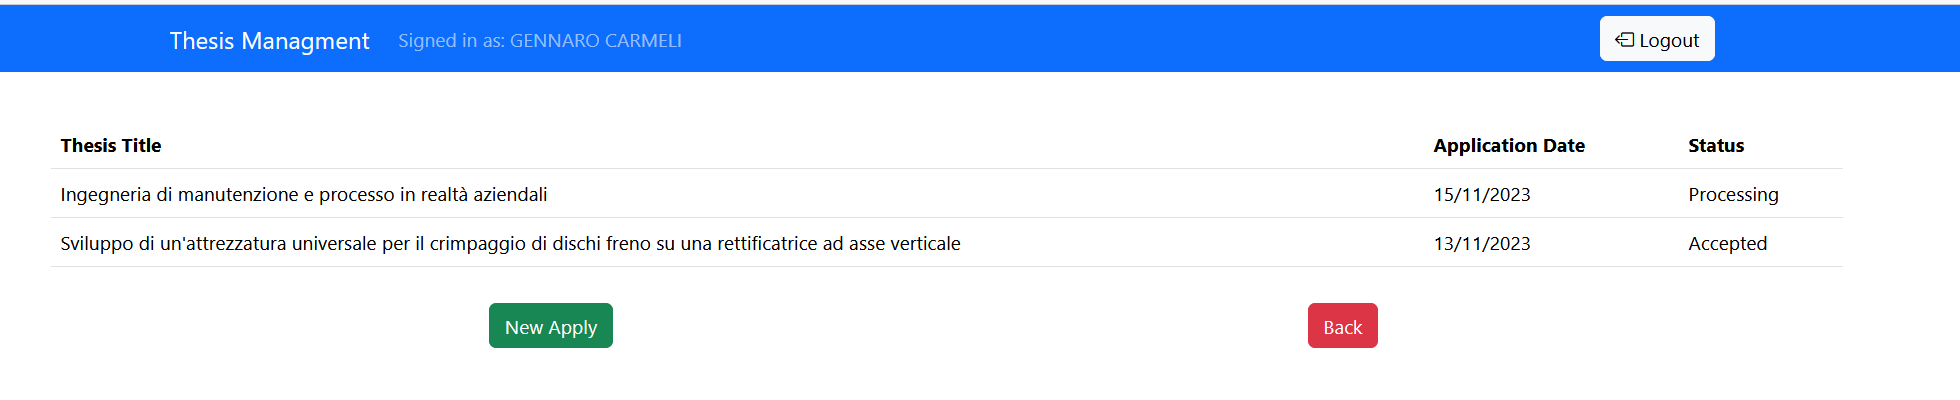 Thesis Managment Signed in as: GENNARO CARMELI Logout
Thesis Title Application Date Status
Ingegneria di manutenzione e processo in realtà aziendali 15/11/2023 Processing
Sviluppo di un'attrezzatura universale per il crimpaggio di dischi freno su una rettificatrice ad asse verticale 13/11/2023 Accepted
New Apply Back